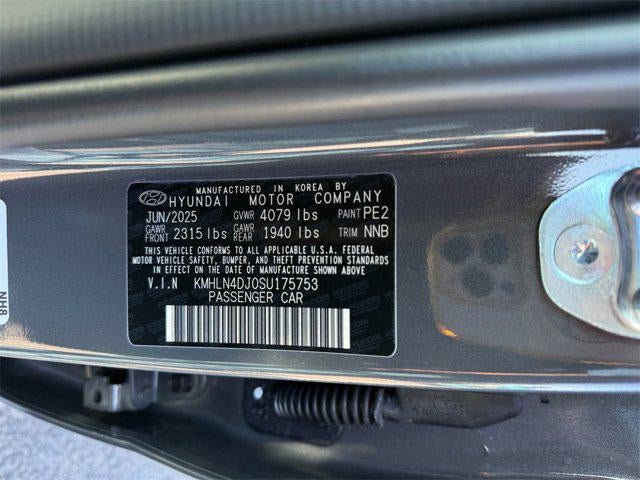 MANUFACTURED IN KOREA BY
HYUNDAI MOTOR COMPANY
JUN/2025 GVWR 4079 lbs PAINT PE2
GAWR FRONT 2315 lbs GAWR REAR 1940 lbs TRIM NNB
THIS VEHICLE CONFORMS TO ALL APPLICABLE U.S.A. FEDERAL
MOTOR VEHICLE SAFETY, BUMPER, AND THEFT PREVENTION STANDARDS
IN EFFECT ON THE DATE OF MANUFACTURE SHOWN ABOVE.
V.I.N KMHLN4DJ0SU175753
PASSENGER CAR
NH8